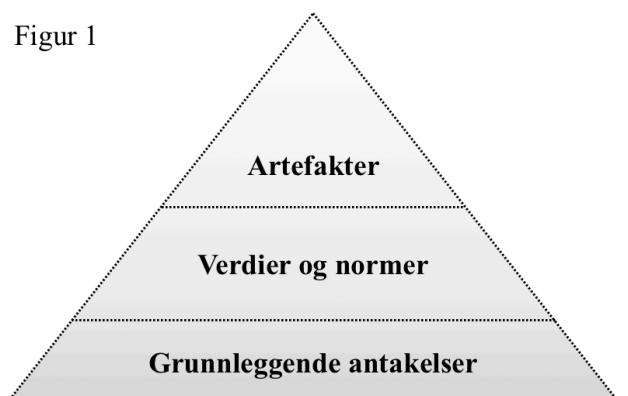 Figur 1
Artefakter
Verdier og normer
Grunnleggende antakelser